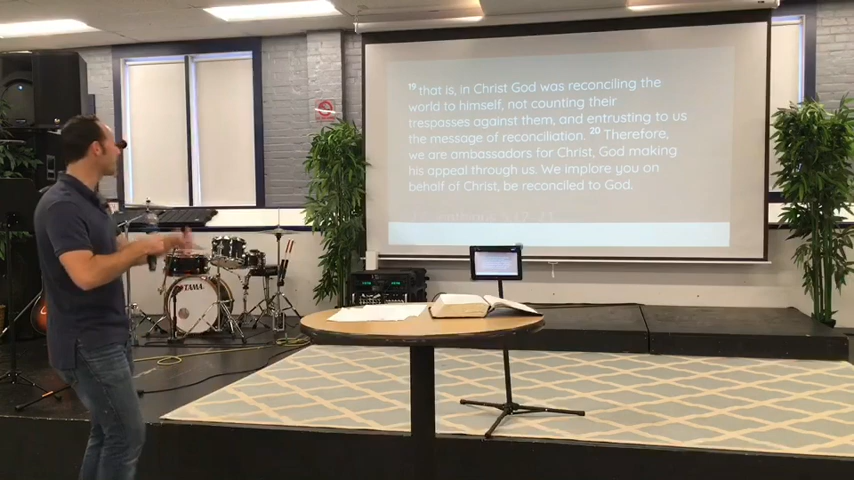 19 that is, in Christ God was reconciling the
world to himself, not counting their
trespasses against them, and entrusting to us
the message of reconciliation. 20 Therefore,
we are ambassadors for Christ, God making
his appeal through us. We implore you on
behalf of Christ, be reconciled to God.
TAMA